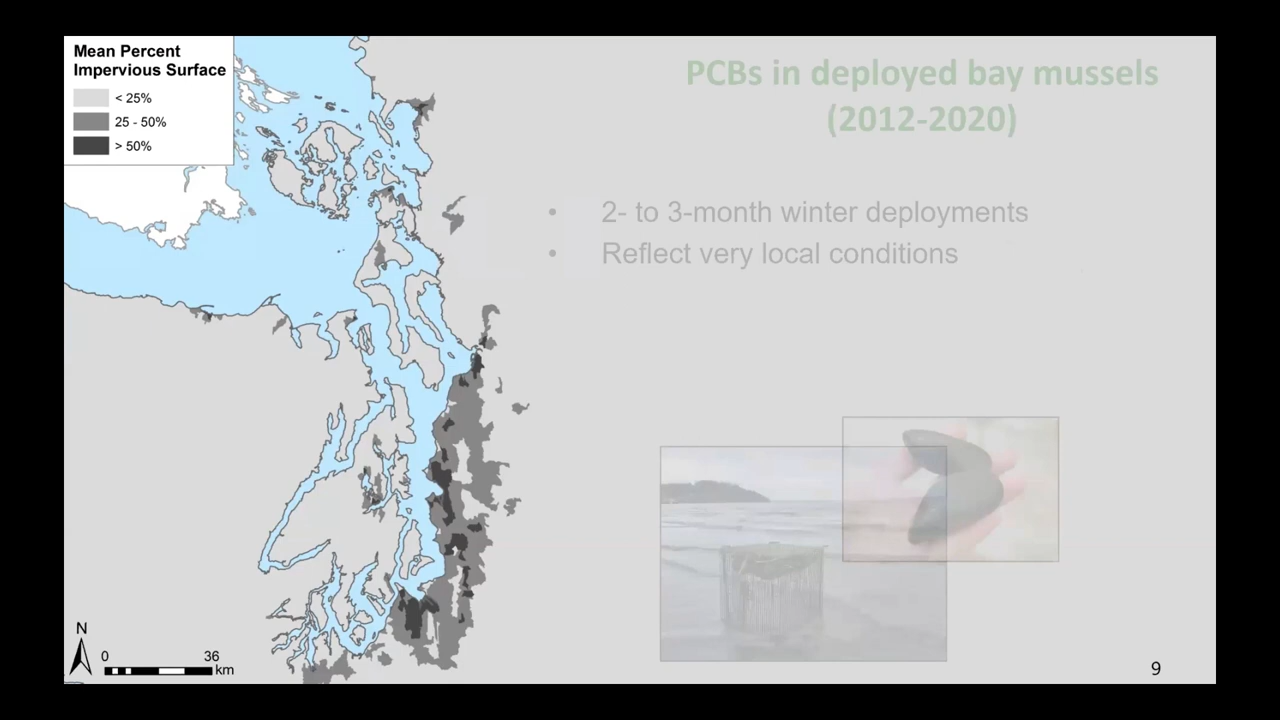 Mean Percent
Impervious Surface
< 25%
25 - 50%
> 50%
PCBs in deployed bay mussels
(2012-2020)
• 2- to 3-month winter deployments
• Reflect very local conditions
N
0 36
km
9